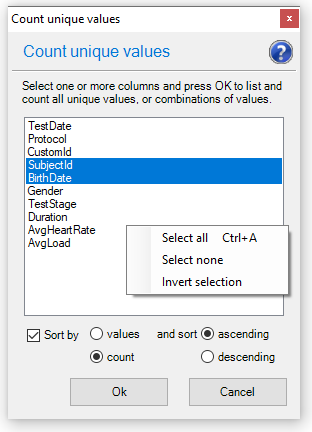 Count unique values
x
Count unique values
?
Select one or more columns and press OK to list and
count all unique values, or combinations of values.
TestDate
Protocol
CustomId
SubjectId
BirthDate
Gender
TestStage
Duration
AvgHeartRate
AvgLoad
Select all Ctrl+A
Select none
Invert selection
Sort by values and sort ascending
count descending
Ok Cancel